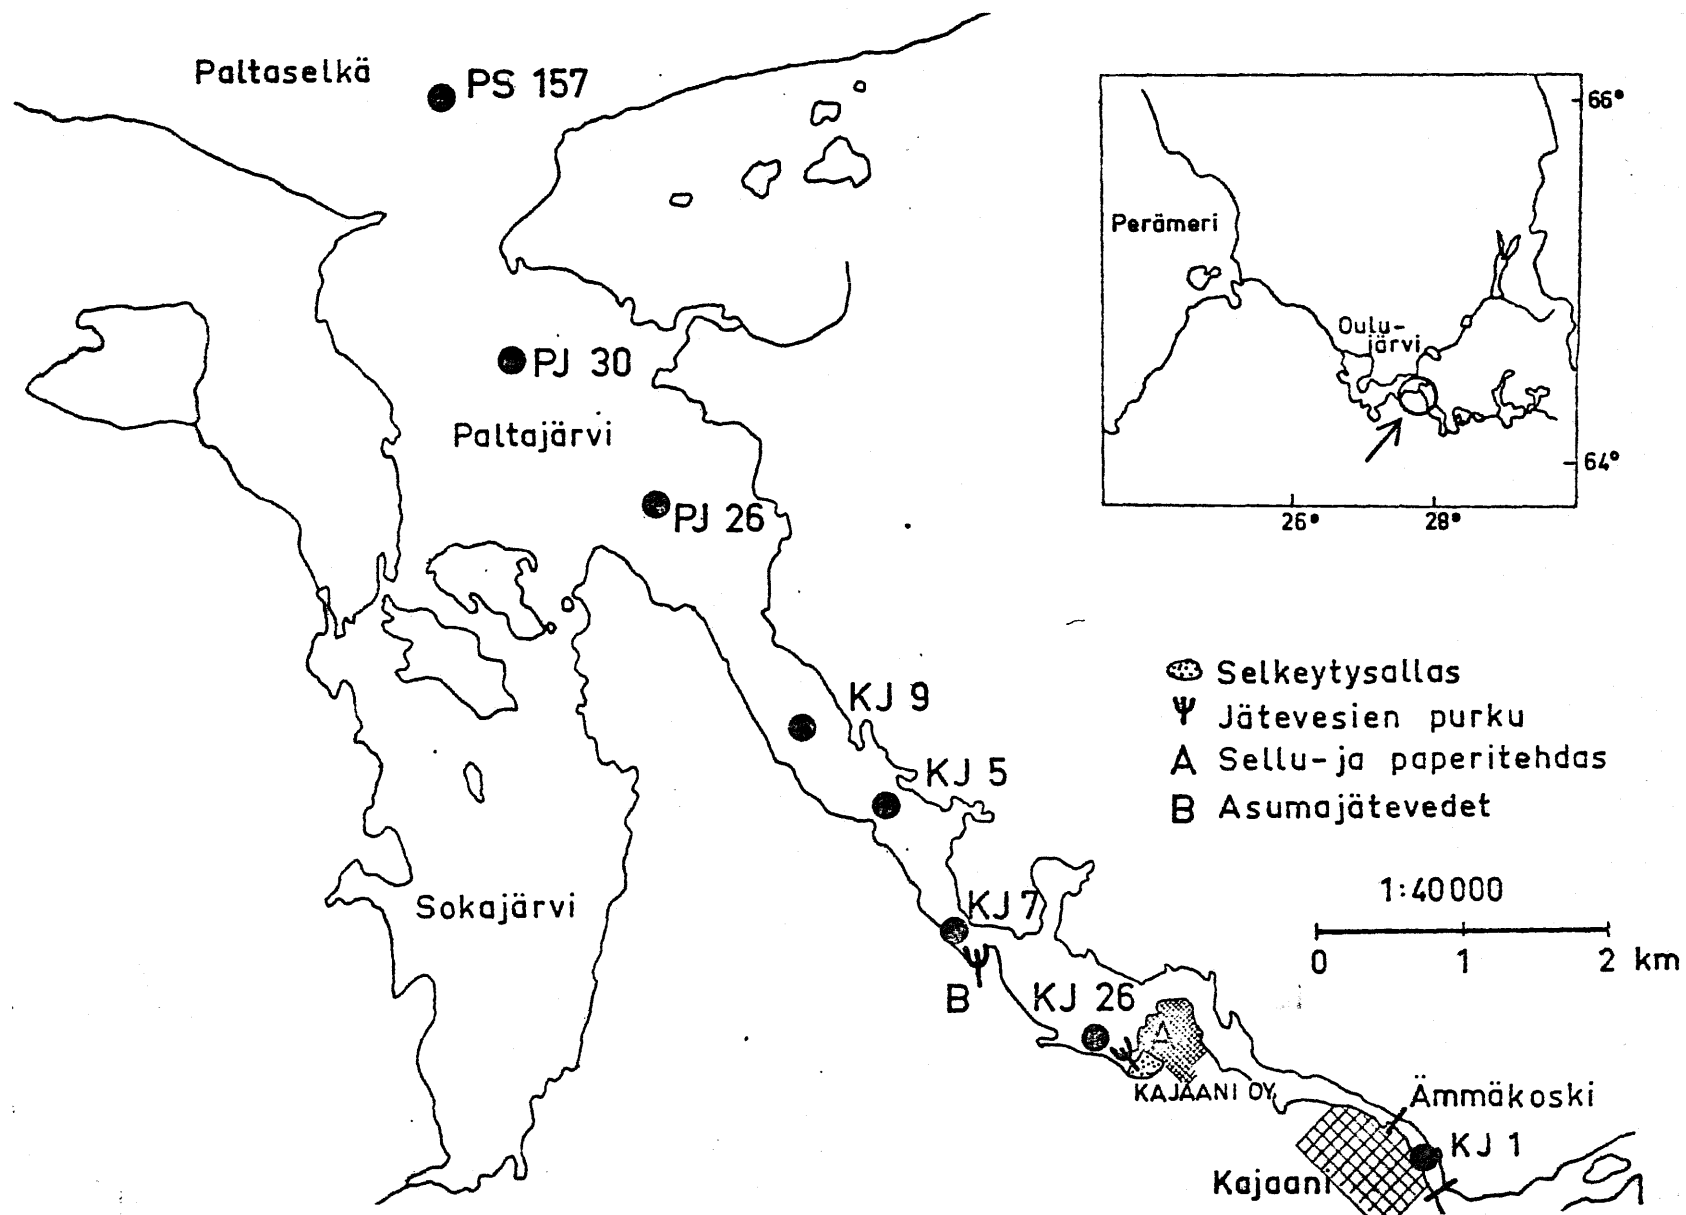 Paltaselkä
PS 157
66°
Perämeri
Oulu-
järvi
PJ 30
Paltajärvi
64°
PJ 26
26°
28°
Selkeytysallas
KJ 9
Jätevesien purku
A Sellu-ja paperitehdas
KJ 5
B Asumajätevedet
1:40000
Sokajärvi
KJ 7
0 1 2 km
B
KJ 26
A
KAJAANI OY
Ämmäkoski
KJ 1
Kajaani